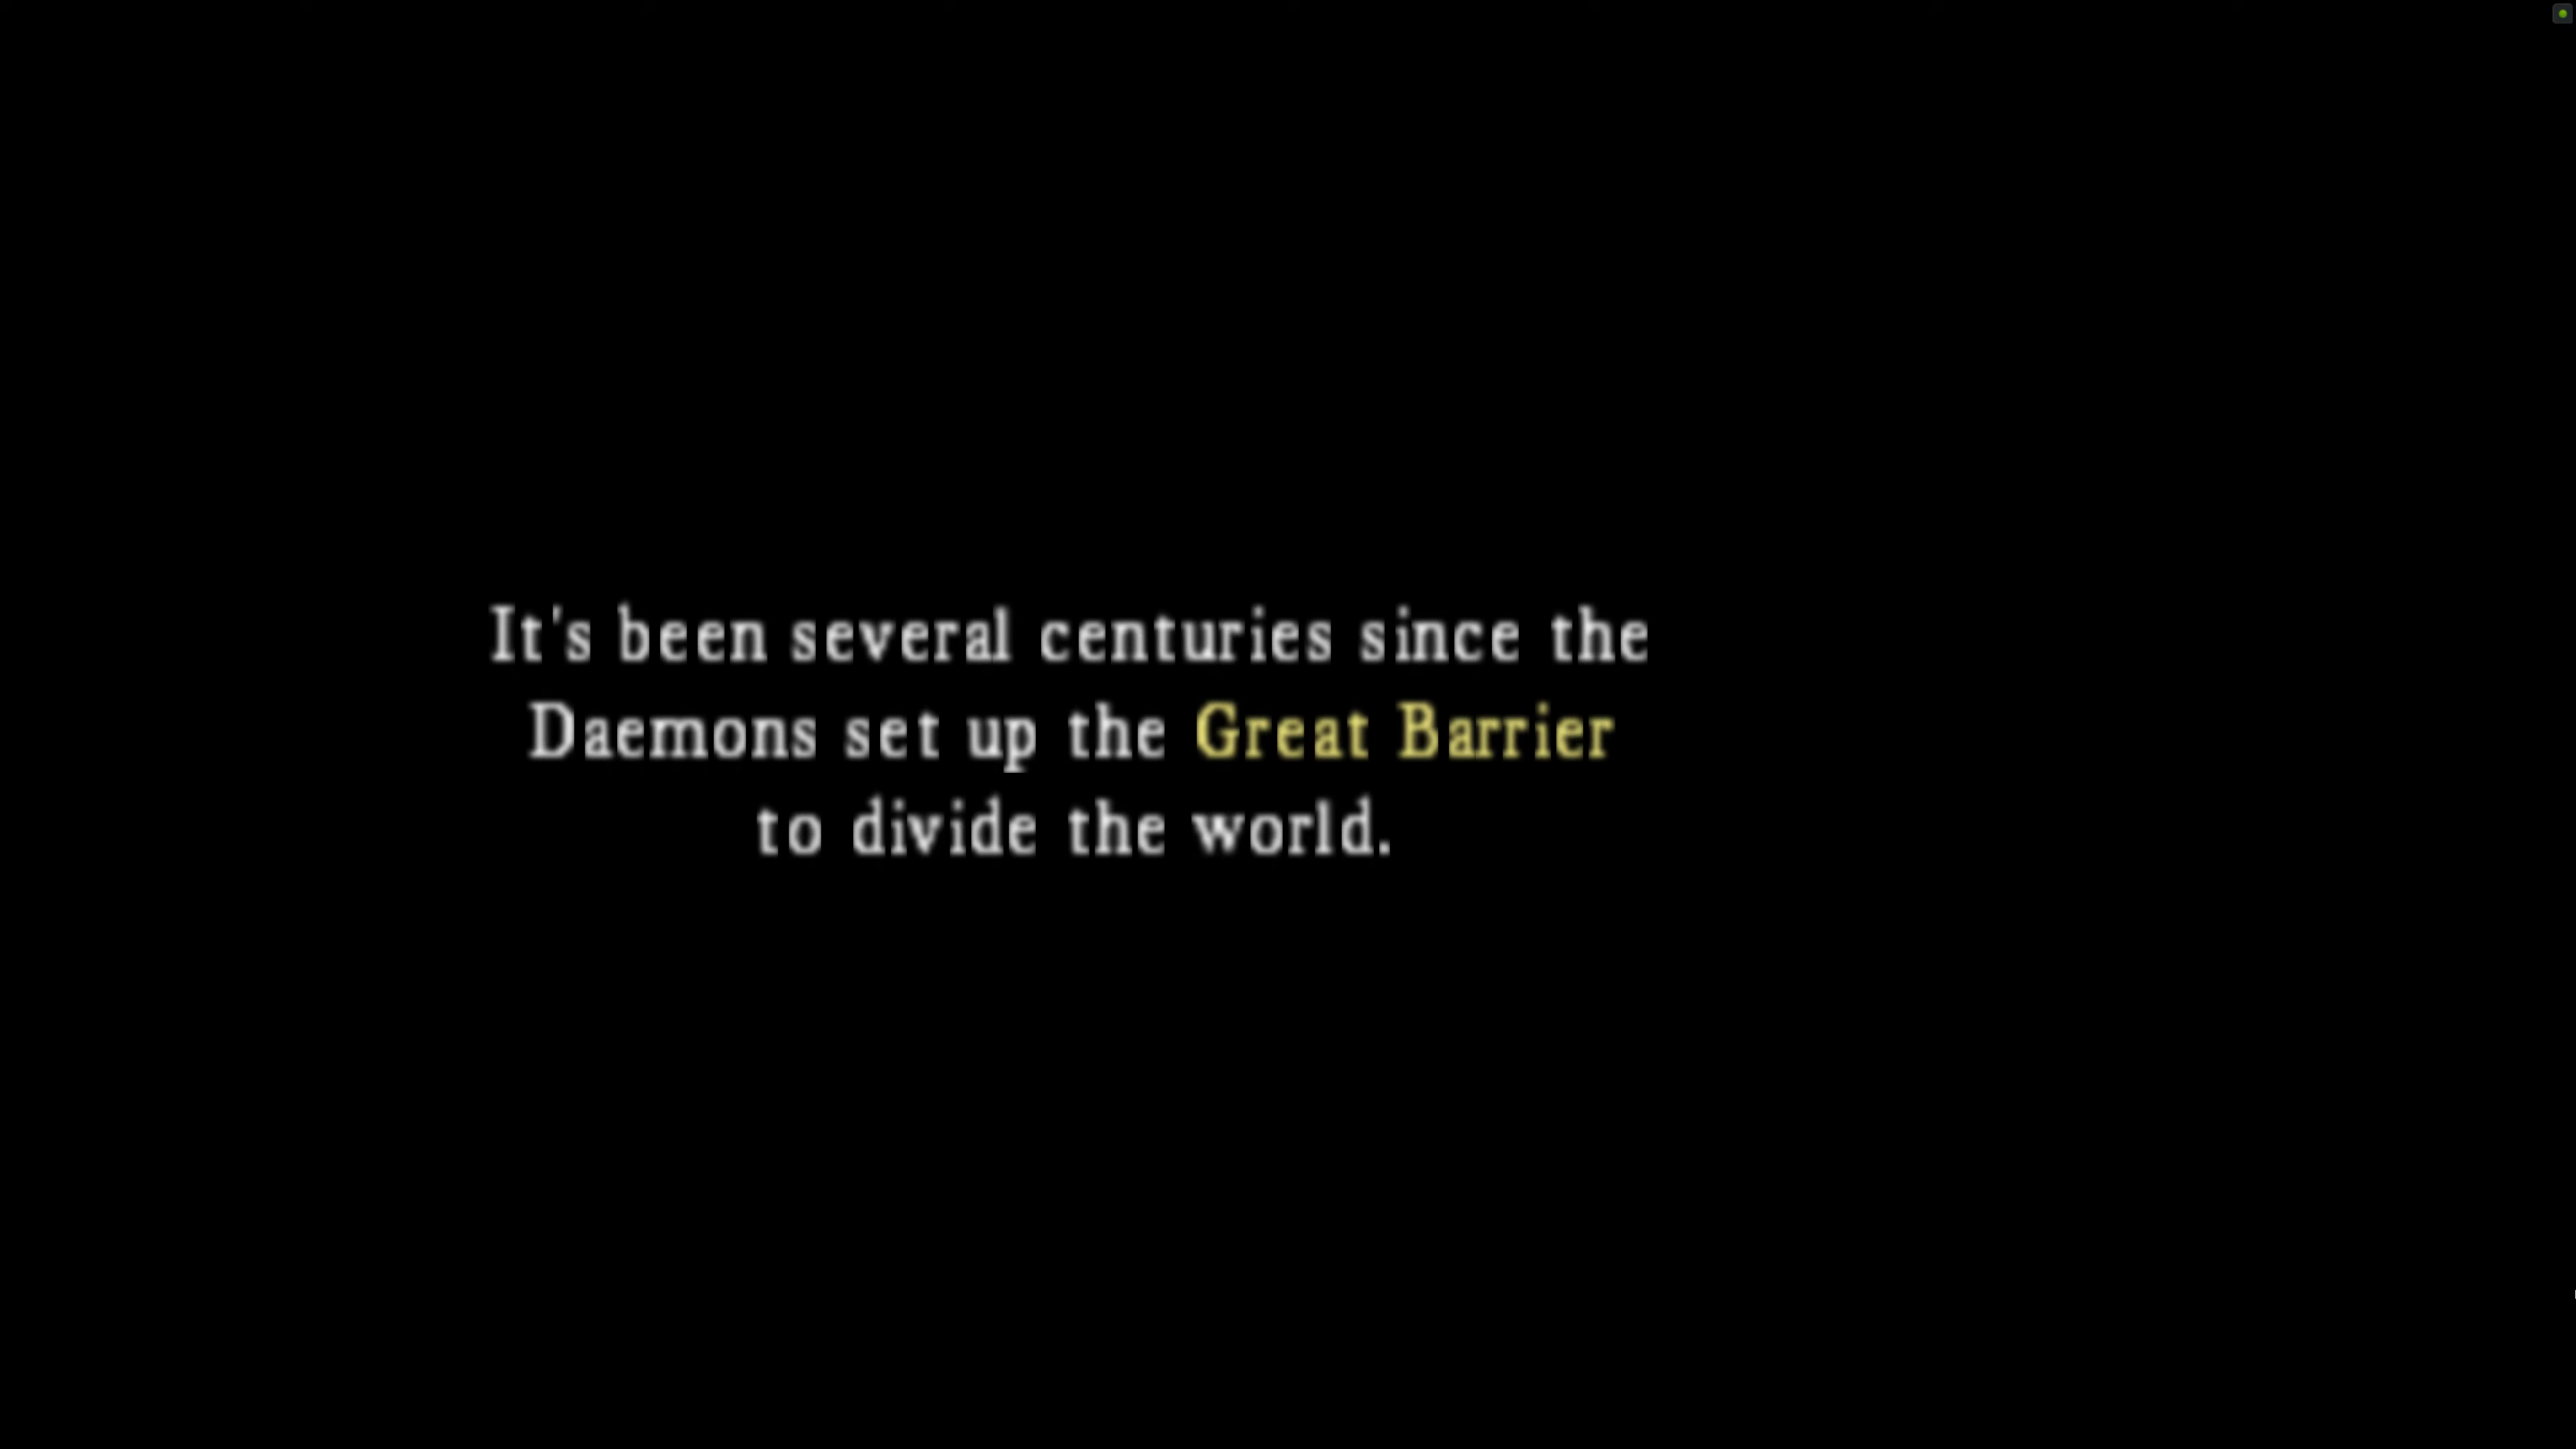 It's been several centuries since the
Daemons set up the Great Barrier
to divide the world.